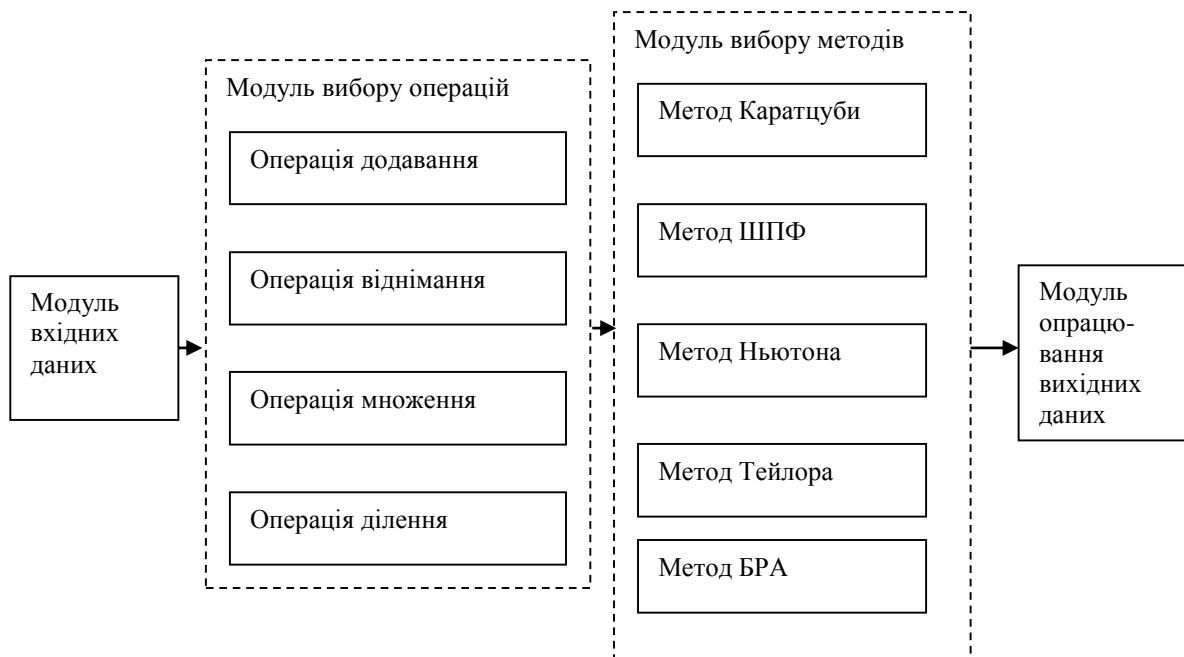 Модуль вхідних даних
Модуль вибору операцій
Операція додавання
Операція віднімання
Операція множення
Операція ділення
Модуль вибору методів
Метод Каратцуби
Метод ШПФ
Метод Ньютона
Метод Тейлора
Метод БРА
Модуль
опрацю-
вання
вихідних
даних